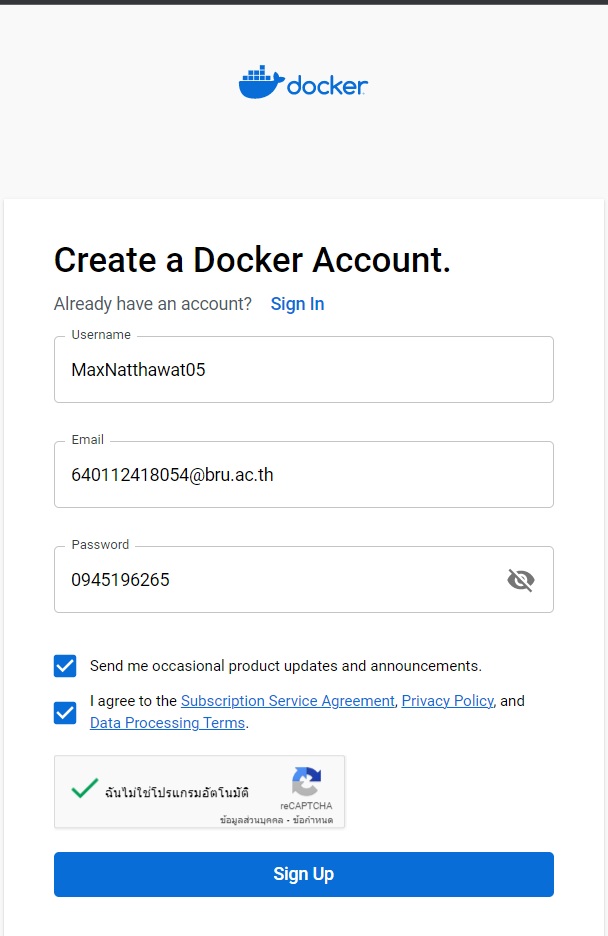 docker
Create a Docker Account.
Already have an account? Sign In
Username
MaxNatthawat05
Email
640112418054@bru.ac.th
Password
0945196265
Send me occasional product updates and announcements.
I agree to the Subscription Service Agreement, Privacy Policy, and
Data Processing Terms.
ฉันไม่ใช่โปรแกรมอัตโนมัติ
reCAPTCHA
ข้อมูลส่วนบุคคล - ข้อกำหนด
Sign Up